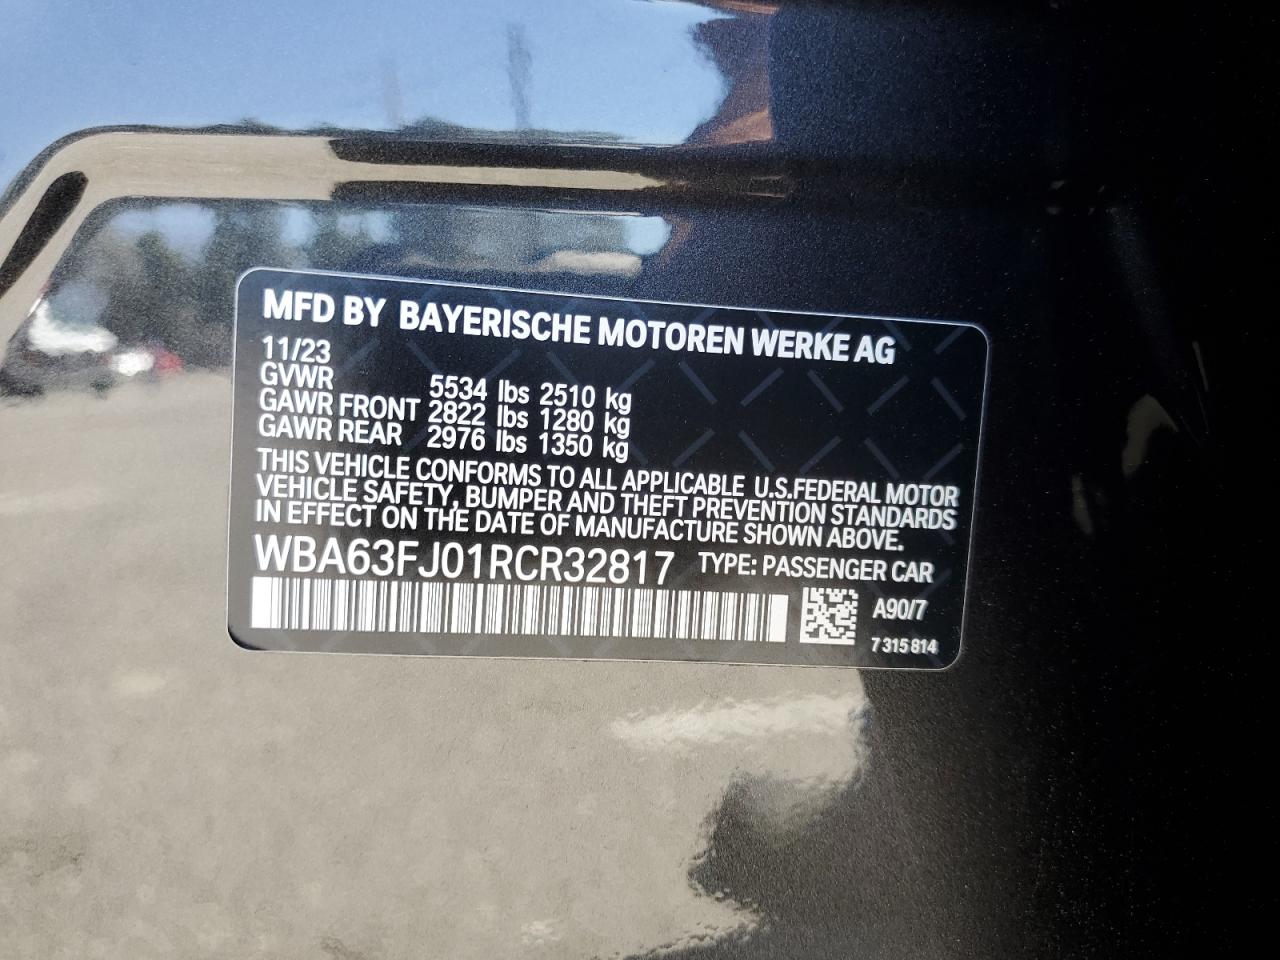 MFD BY BAYERISCHE MOTOREN WERKE AG
11/23
GVWR 5534 lbs 2510 kg
GAWR FRONT 2822 lbs 1280 kg
GAWR REAR 2976 lbs 1350 kg
THIS VEHICLE CONFORMS TO ALL APPLICABLE U.S.FEDERAL MOTOR
VEHICLE SAFETY, BUMPER AND THEFT PREVENTION STANDARDS
IN EFFECT ON THE DATE OF MANUFACTURE SHOWN ABOVE.
WBA63FJ01RCR32817 TYPE: PASSENGER CAR
A90/7
7 315 814